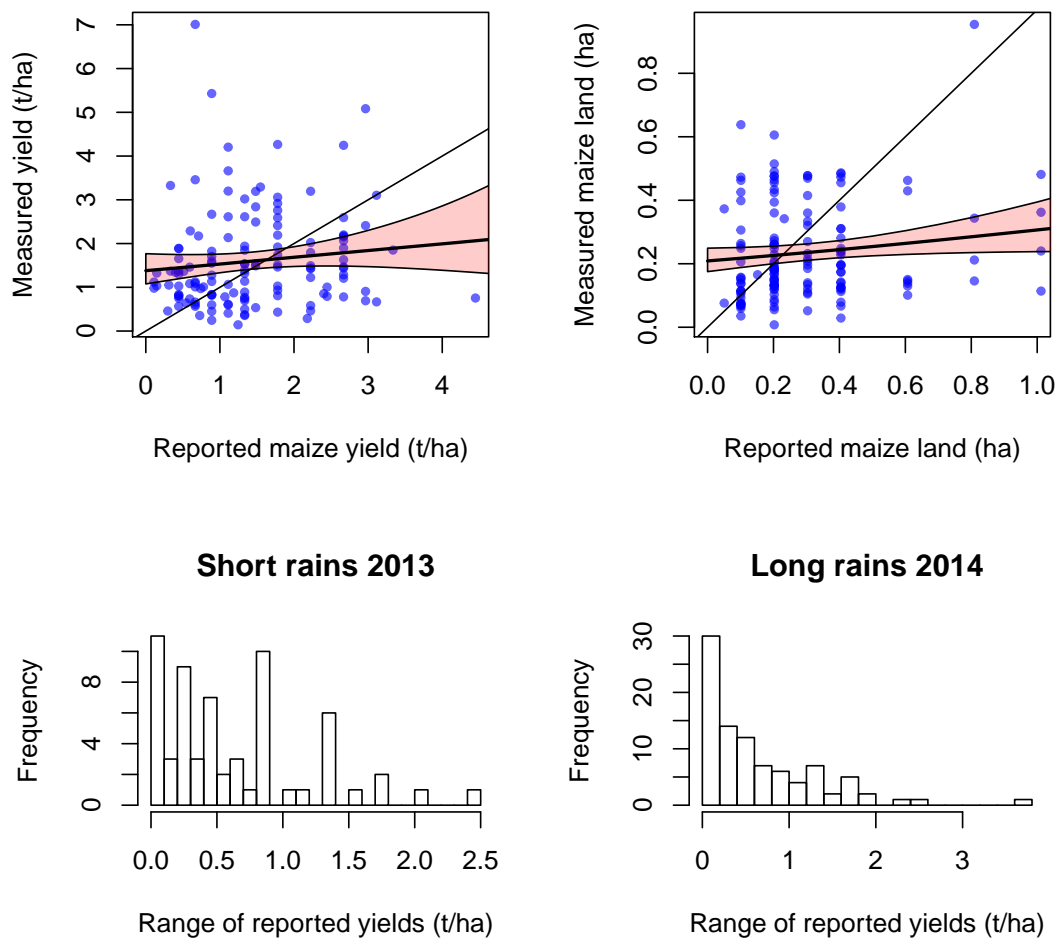 Measured yield (t/ha)
0 1 2 3 4 5 6 7
0 1 2 3 4
Reported maize yield (t/ha)
Measured maize land (ha)
0.0 0.2 0.4 0.6 0.8
0.0 0.2 0.4 0.6 0.8 1.0
Reported maize land (ha)
Short rains 2013
Frequency
0 4 8
0.0 0.5 1.0 1.5 2.0 2.5
Range of reported yields (t/ha)
Long rains 2014
Frequency
0 10 20 30
0 1 2 3
Range of reported yields (t/ha)